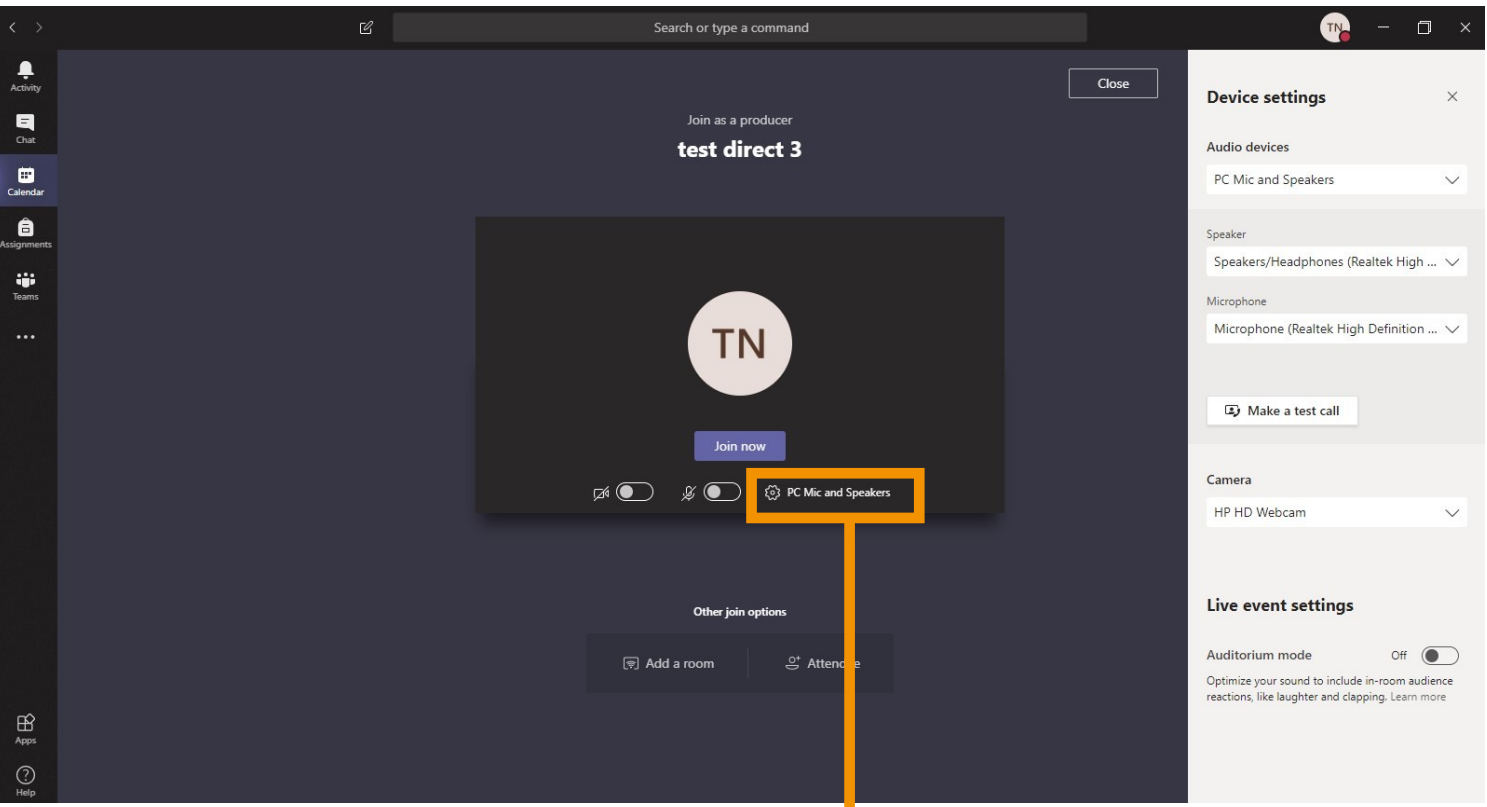 Search or type a command
TN
Activity
Chat
Calendar
Assignments
Teams
Apps
Help
Close
Join as a producer
test direct 3
TN
Join now
PC Mic and Speakers
Other join options
Add a room
Device settings
Audio devices
PC Mic and Speakers
Speaker
Speakers/Headphones (Realtek High ...
Microphone
Microphone (Realtek High Definition ...
Make a test call
Camera
HP HD Webcam
Live event settings
Auditorium mode Off
Optimize your sound to include in-room audience
reactions, like laughter and clapping. Learn more